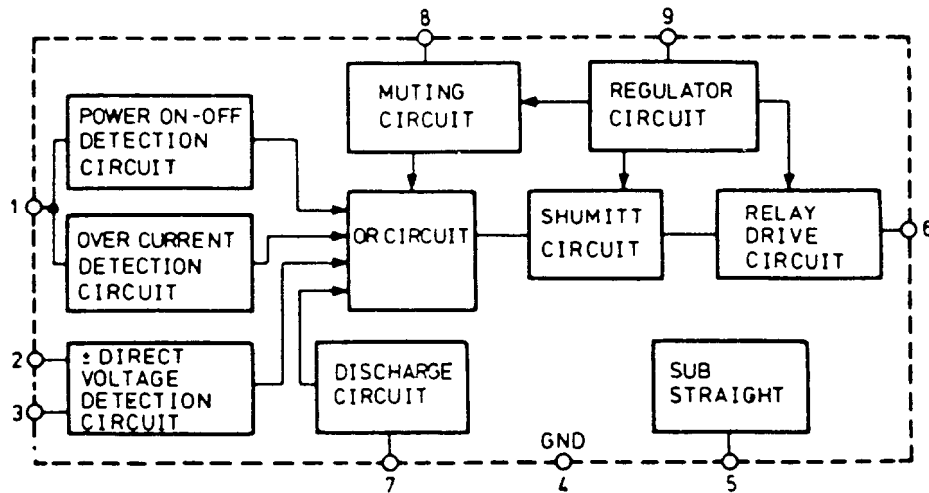 8
9
MUTING
CIRCUIT
REGULATOR
CIRCUIT
POWER ON-OFF
DETECTION
CIRCUIT
1
OVER CURRENT
DETECTION
CIRCUIT
OR CIRCUIT
SHUMITT
CIRCUIT
RELAY
DRIVE
CIRCUIT
6
2
3
± DIRECT
VOLTAGE
DETECTION
CIRCUIT
DISCHARGE
CIRCUIT
SUB
STRAIGHT
7
GND
4
5